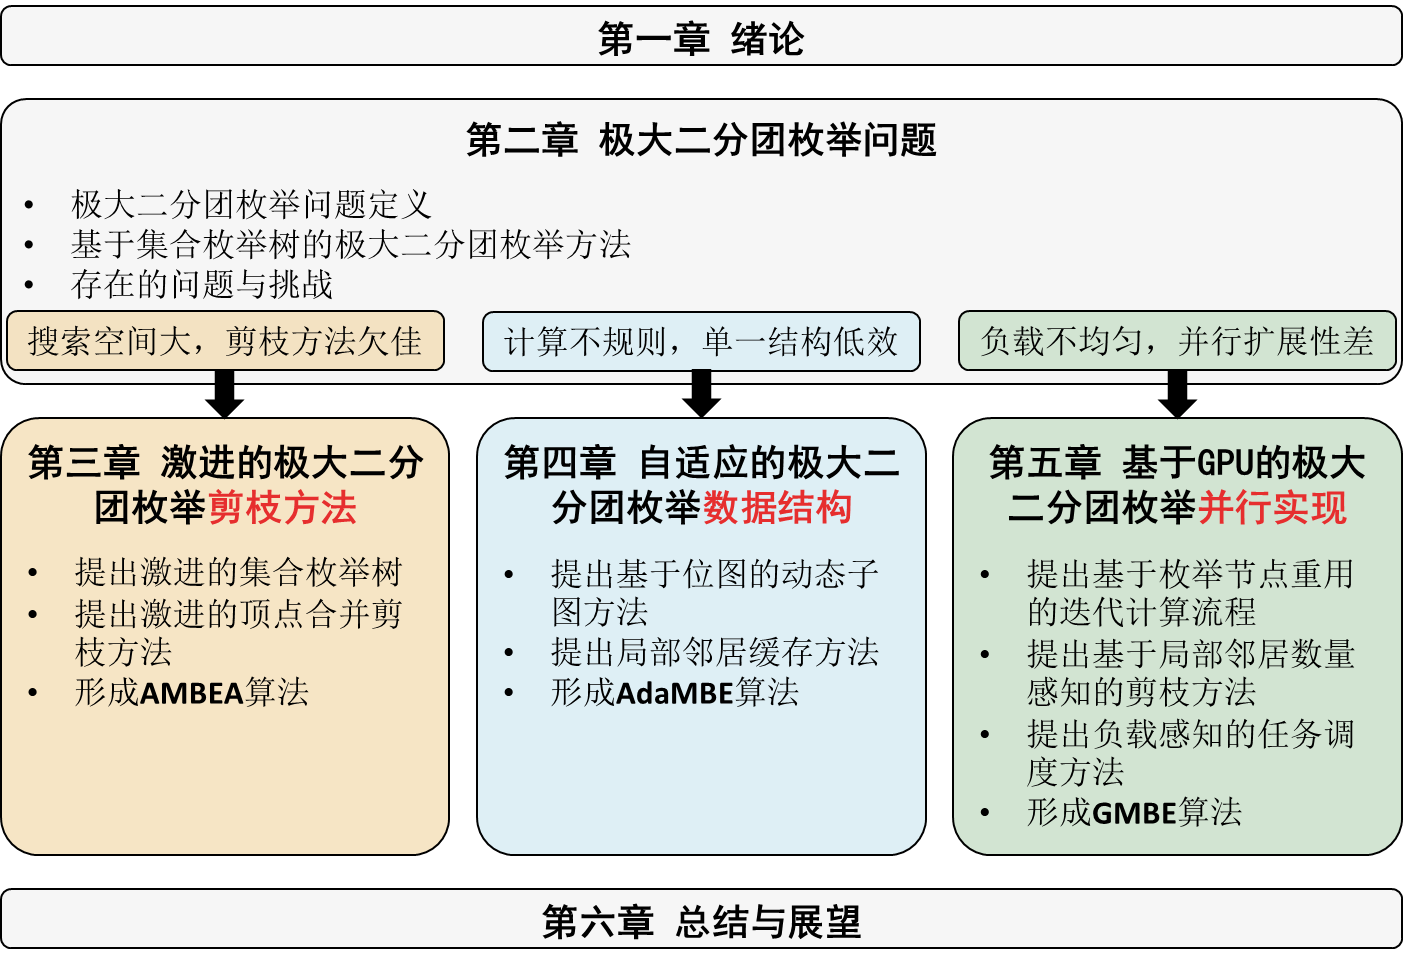 第一章 绪论
第二章 极大二分团枚举问题
• 极大二分团枚举问题定义
• 基于集合枚举树的极大二分团枚举方法
• 存在的问题与挑战
搜索空间大，剪枝方法欠佳
计算不规则，单一结构低效
负载不均匀，并行扩展性差
第三章 激进的极大二分
团枚举剪枝方法
• 提出激进的集合枚举树
• 提出激进的顶点合并剪
枝方法
• 形成AMBEA算法
第四章 自适应的极大二
分团枚举数据结构
• 提出基于位图的动态子
图方法
• 提出局部邻居缓存方法
• 形成AdaMBE算法
第五章 基于GPU的极大
二分团枚举并行实现
• 提出基于枚举节点重用
的迭代计算流程
• 提出基于局部邻居数量
感知的剪枝方法
• 提出负载感知的任务调
度方法
• 形成GMBE算法
第六章 总结与展望